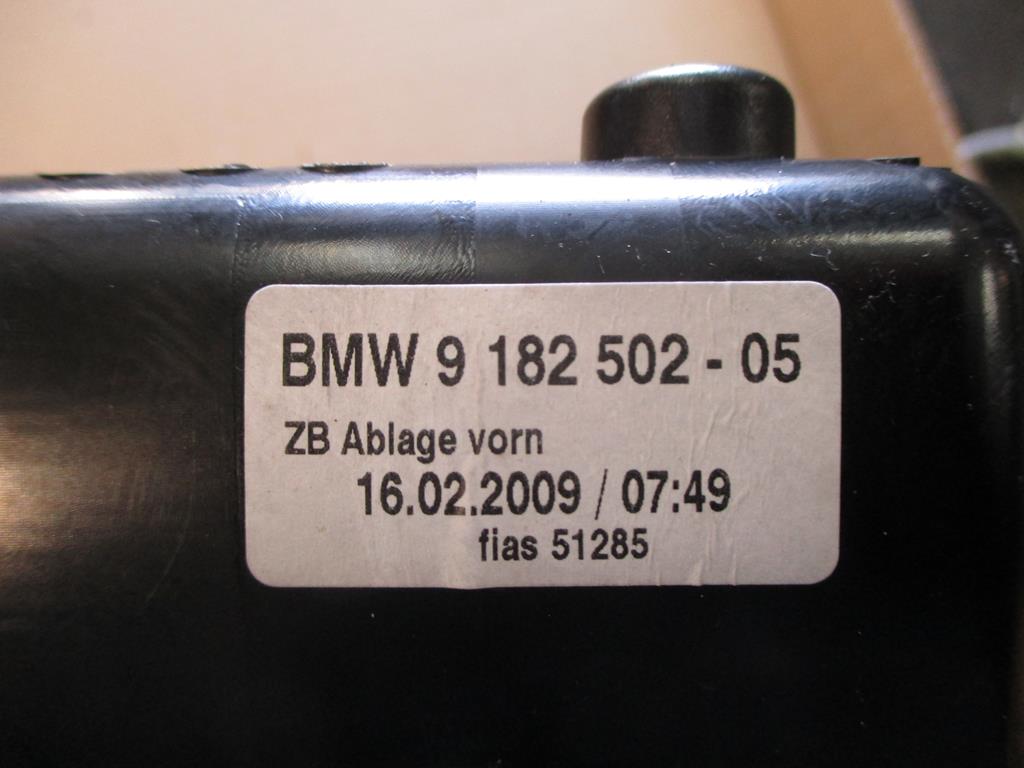 BMW 9 182 502 - 05
ZB Ablage vorn
16.02.2009 / 07:49
fias 51285